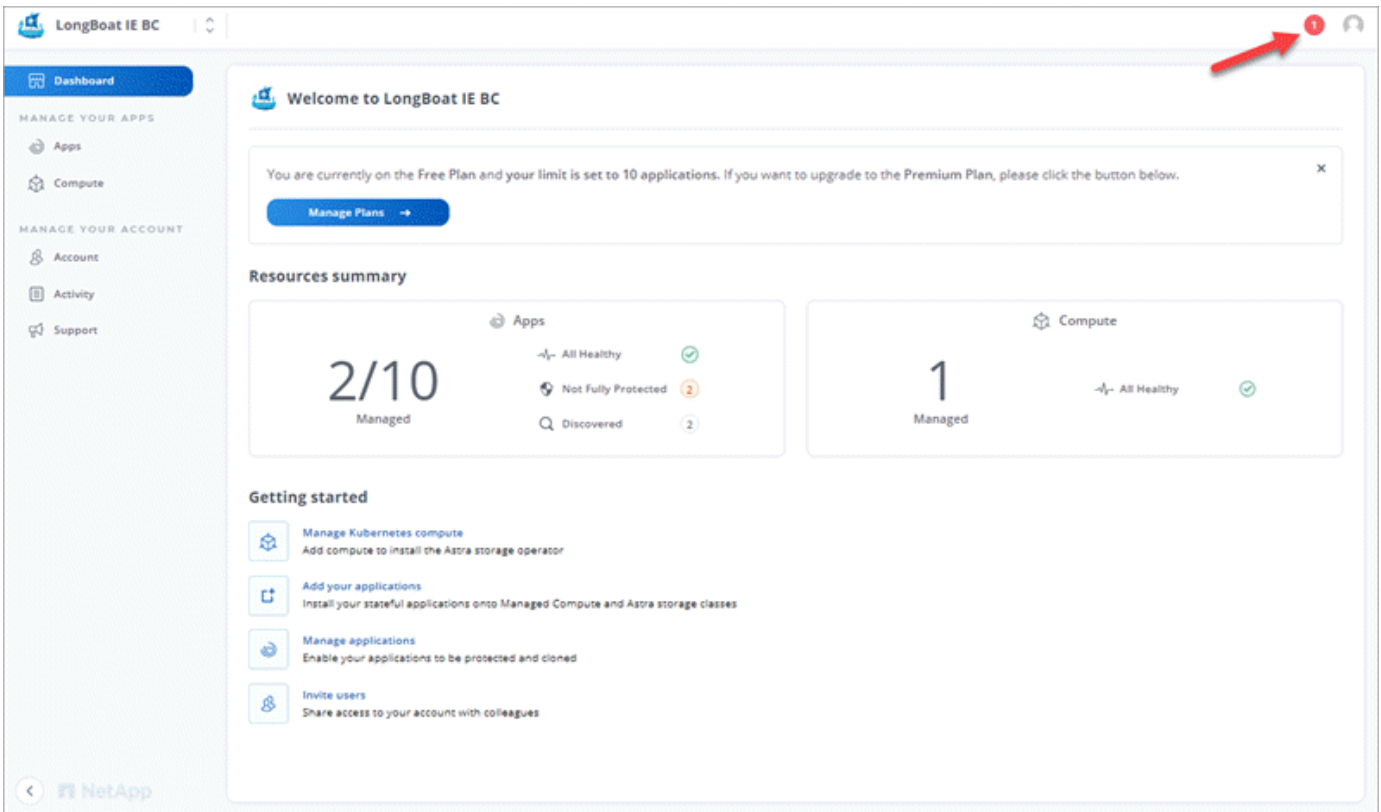 LongBoat IE BC
1
Dashboard
MANAGE YOUR APPS
Apps
Compute
MANAGE YOUR ACCOUNT
Account
Activity
Support
NetApp
Welcome to LongBoat IE BC
You are currently on the Free Plan and your limit is set to 10 applications. If you want to upgrade to the Premium Plan, please click the button below.
Manage Plans
Resources summary
Apps
2/10
Managed
All Healthy
Not Fully Protected 2
Discovered 2
Compute
1
Managed
All Healthy
Getting started
Manage Kubernetes compute
Add compute to install the Astra storage operator
Add your applications
Install your stateful applications onto Managed Compute and Astra storage classes
Manage applications
Enable your applications to be protected and cloned
Invite users
Share access to your account with colleagues